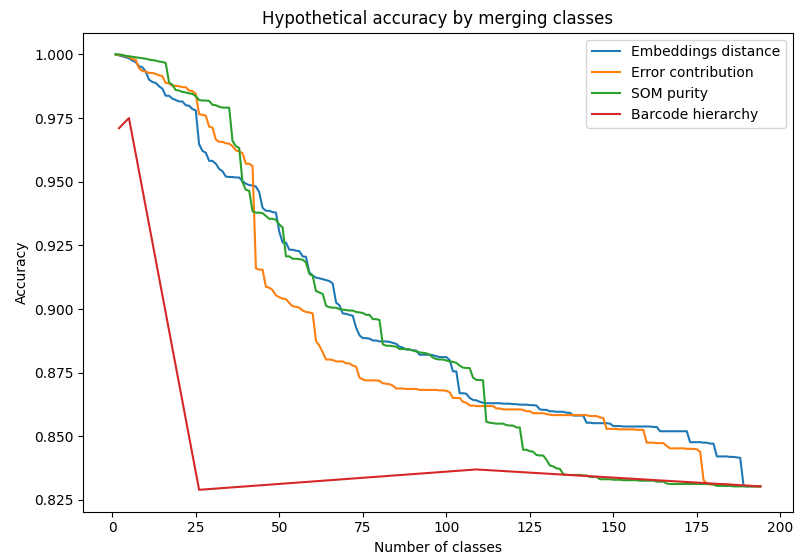 Hypothetical accuracy by merging classes
Embeddings distance
Error contribution
SOM purity
Barcode hierarchy
Accuracy
1.000
0.975
0.950
0.925
0.900
0.875
0.850
0.825
0 25 50 75 100 125 150 175 200
Number of classes